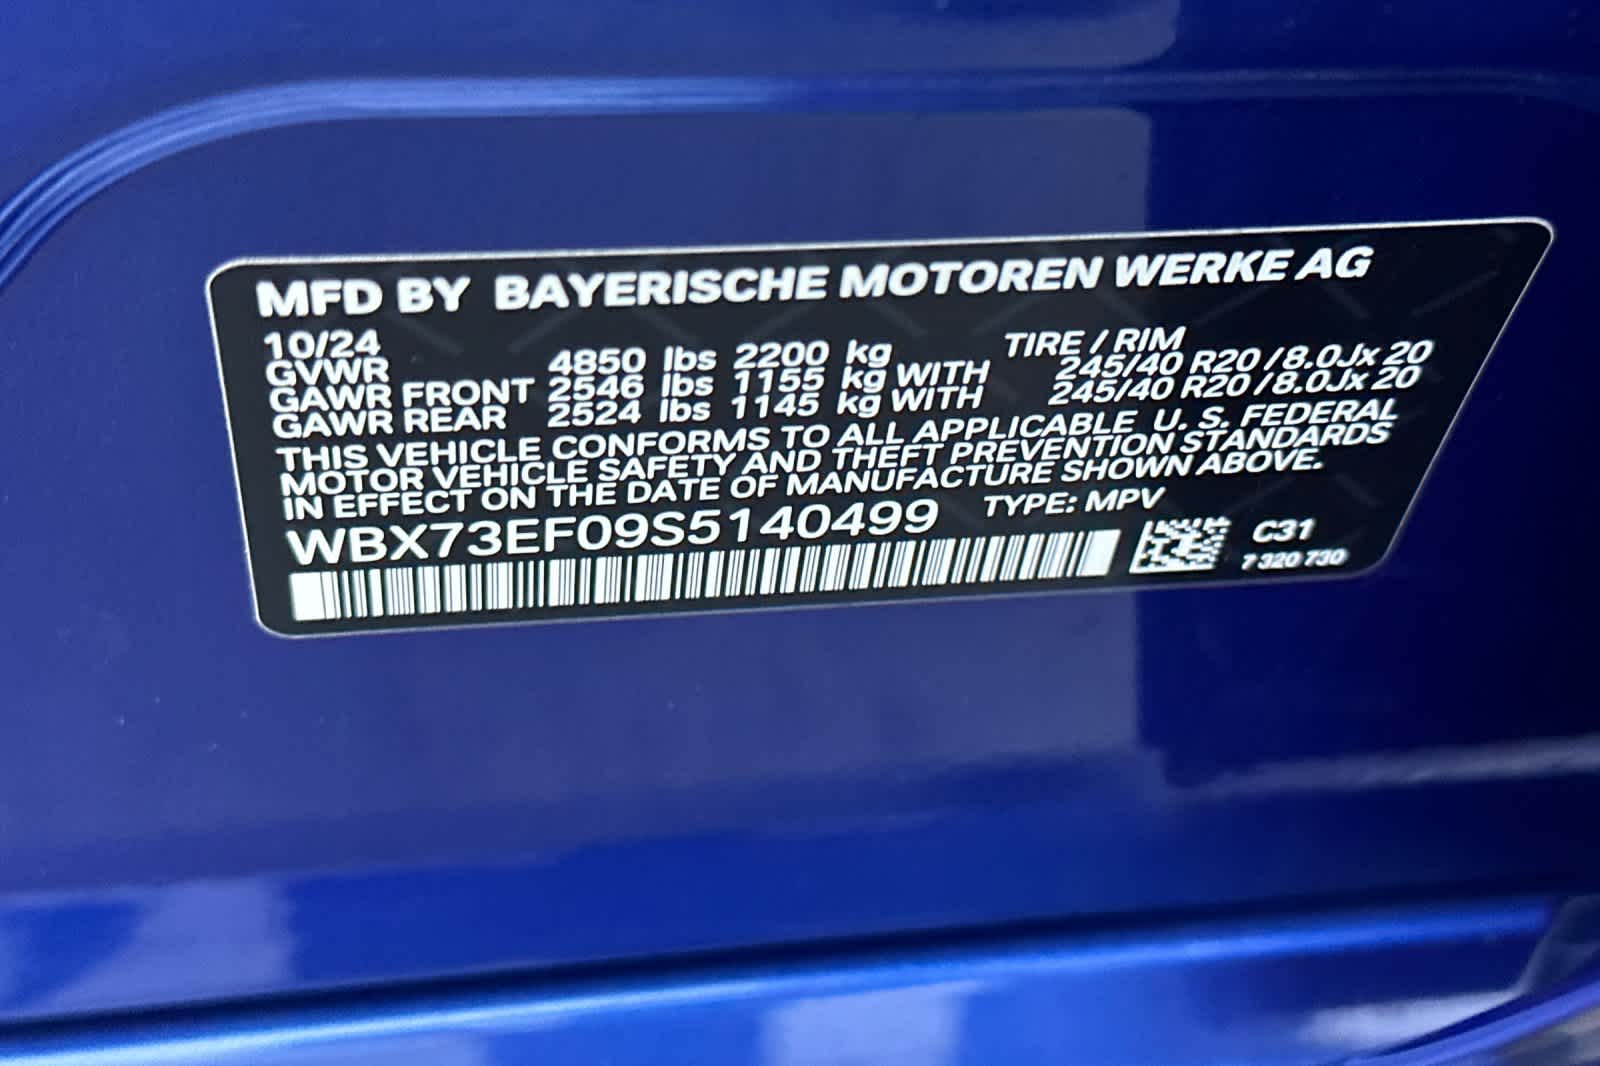 MFD BY BAYERISCHE MOTOREN WERKE AG
10/24 TIRE / RIM
GVWR 4850 lbs 2200 kg
GAWR FRONT 2546 lbs 1155 kg WITH 245/40 R20 / 8.0Jx 20
GAWR REAR 2524 lbs 1145 kg WITH 245/40 R20 / 8.0Jx 20
THIS VEHICLE CONFORMS TO ALL APPLICABLE U. S. FEDERAL
MOTOR VEHICLE SAFETY AND THEFT PREVENTION STANDARDS
IN EFFECT ON THE DATE OF MANUFACTURE SHOWN ABOVE.
WBX73EF09S5140499 TYPE: MPV
C31
7 320 730